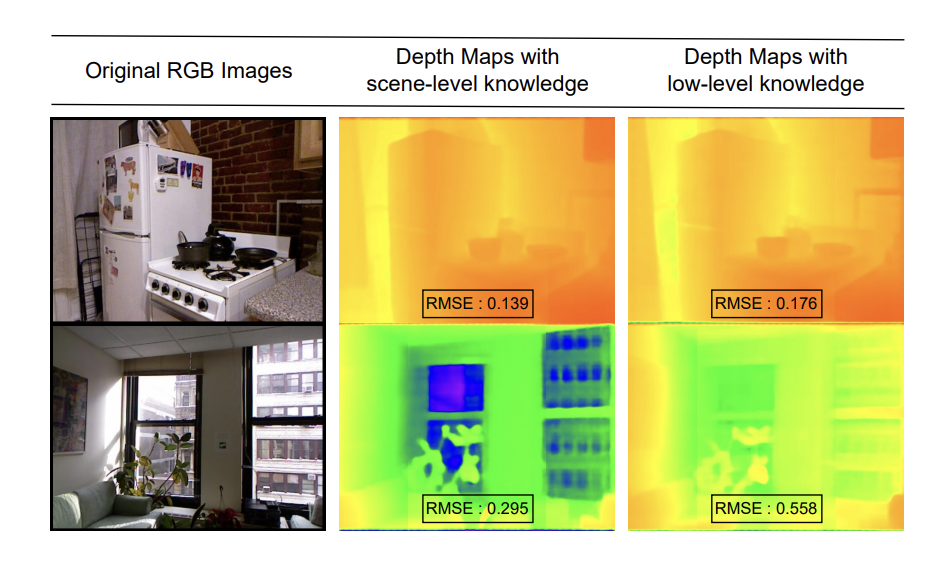 Original RGB Images
Depth Maps with
scene-level knowledge
Depth Maps with
low-level knowledge
RMSE : 0.139
RMSE : 0.176
RMSE : 0.295
RMSE : 0.558